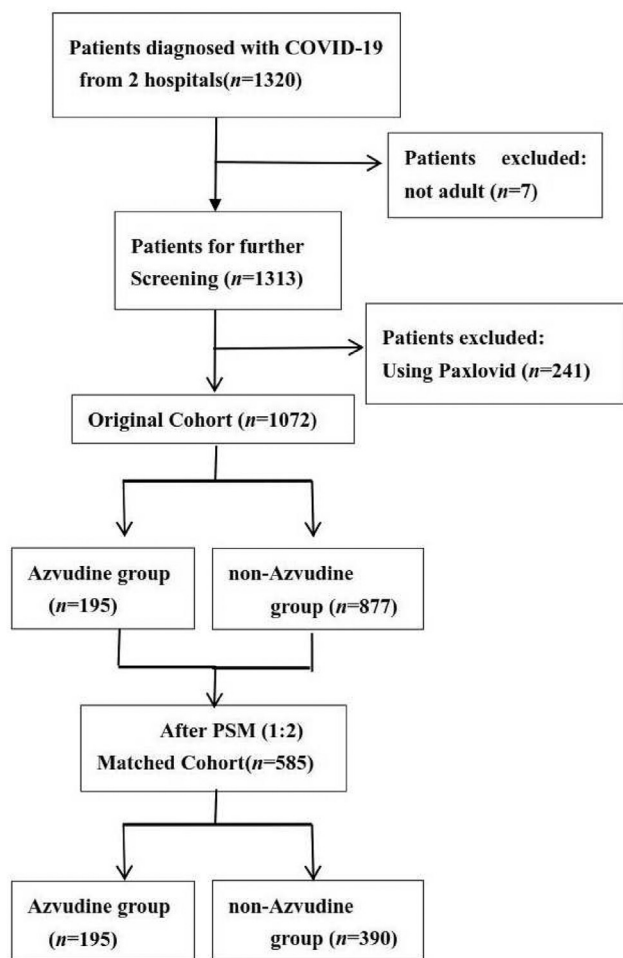 Patients diagnosed with COVID-19
from 2 hospitals(n=1320)
Patients excluded:
not adult (n=7)
Patients for further
Screening (n=1313)
Patients excluded:
Using Paxlovid (n=241)
Original Cohort (n=1072)
Azvudine group
(n=195)
non-Azvudine
group (n=877)
After PSM (1:2)
Matched Cohort(n=585)
Azvudine group
(n=195)
non-Azvudine
group (n=390)